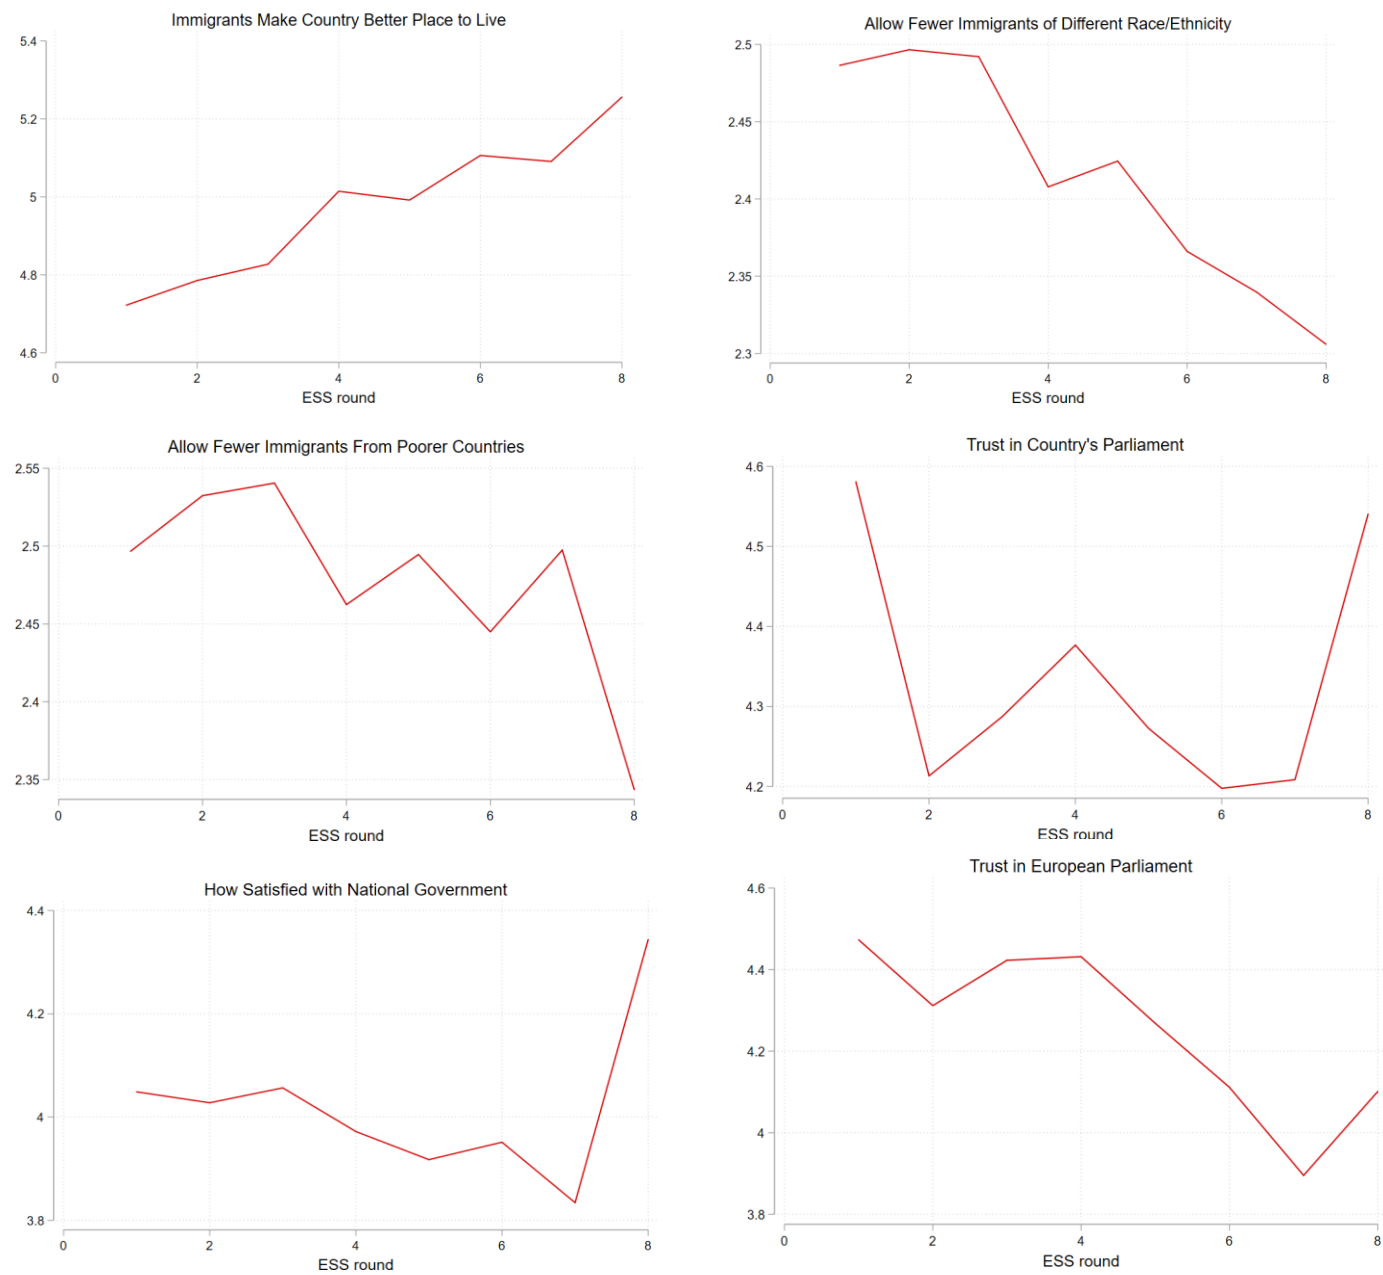 Immigrants Make Country Better Place to Live
5.4
5.2
5
4.8
4.6
0 2 4 6 8
ESS round
Allow Fewer Immigrants of Different Race/Ethnicity
2.5
2.45
2.4
2.35
2.3
0 2 4 6 8
ESS round
Allow Fewer Immigrants From Poorer Countries
2.55
2.5
2.45
2.4
2.35
0 2 4 6 8
ESS round
Trust in Country's Parliament
4.6
4.5
4.4
4.3
4.2
0 2 4 6 8
ESS round
How Satisfied with National Government
4.4
4.2
4
3.8
0 2 4 6 8
ESS round
Trust in European Parliament
4.6
4.4
4.2
4
3.8
0 2 4 6 8
ESS round